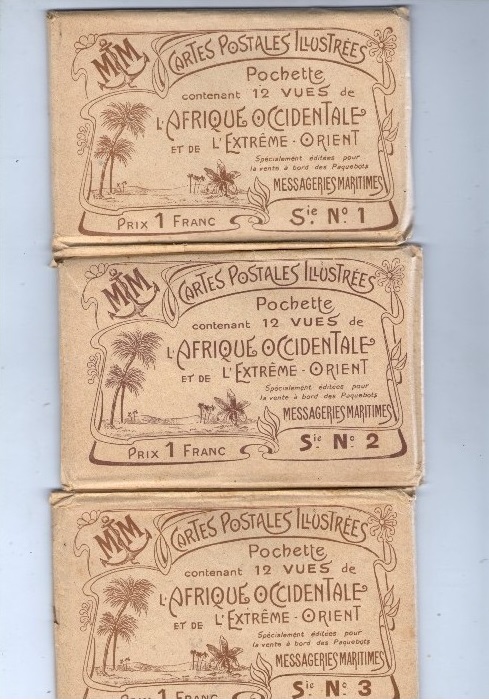 MM
CARTES POSTALES ILLUSTRÉES
Pochette
contenant 12 VUES de
L'AFRIQUE OCCIDENTALE
ET DE L'EXTRÊME-ORIENT
Spécialement éditées pour
la vente à bord des Paquebots
MESSAGERIES MARITIMES
PRIX 1 FRANC
Sie No 1
MM
CARTES POSTALES ILLUSTRÉES
Pochette
contenant 12 VUES de
L'AFRIQUE OCCIDENTALE
ET DE L'EXTRÊME-ORIENT
Spécialement éditées pour
la vente à bord des Paquebots
MESSAGERIES MARITIMES
PRIX 1 FRANC
Sie No 2
MM
CARTES POSTALES ILLUSTRÉES
Pochette
contenant 12 VUES de
L'AFRIQUE OCCIDENTALE
ET DE L'EXTRÊME-ORIENT
Spécialement éditées pour
la vente à bord des Paquebots
MESSAGERIES MARITIMES
PRIX 1 FRANC
Sie No 3